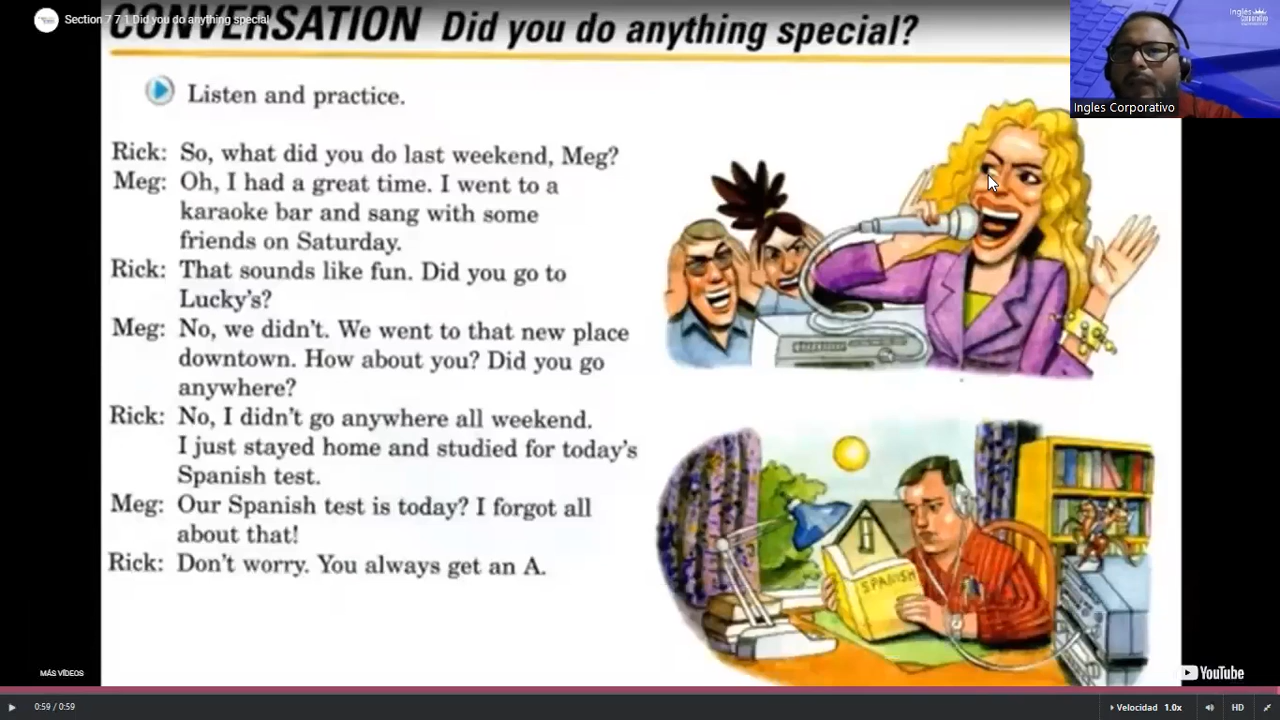 Section 7 7 1 Did you do anything special
CONVERSATION Did you do anything special?
Listen and practice.
Rick: So, what did you do last weekend, Meg?
Meg: Oh, I had a great time. I went to a
karaoke bar and sang with some
friends on Saturday.
Rick: That sounds like fun. Did you go to
Lucky's?
Meg: No, we didn't. We went to that new place
downtown. How about you? Did you go
anywhere?
Rick: No, I didn't go anywhere all weekend.
I just stayed home and studied for today's
Spanish test.
Meg: Our Spanish test is today? I forgot all
about that!
Rick: Don't worry. You always get an A.
SPANISH
Inglés
Corporativo
Ingles Corporativo
MÁS VÍDEOS
YouTube
0:59 / 0:59
Velocidad 1.0x
HD